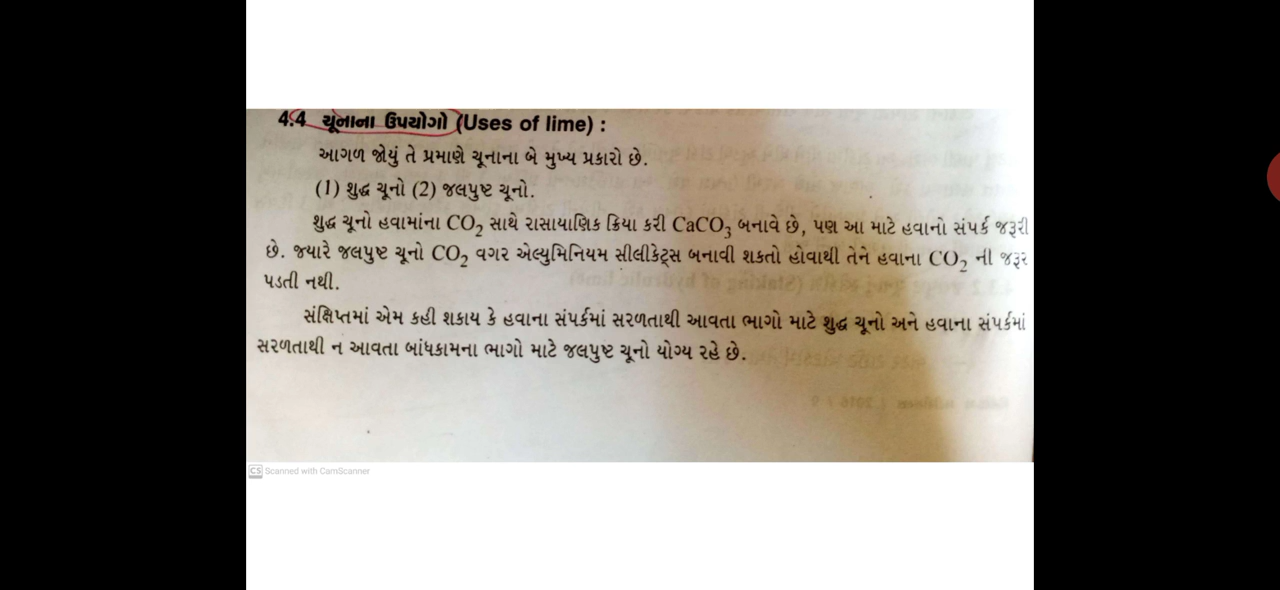 4.4 ચૂનાના ઉપયોગો (Uses of lime) :
આગળ જોયું તે પ્રમાણે ચૂનાના બે મુખ્ય પ્રકારો છે.
(1) શુદ્ધ ચૂનો (2) જલપુષ્ટ ચૂનો.
શુદ્ધ ચૂનો હવામાંના CO₂ સાથે રાસાયાણિક ક્રિયા કરી CaCO₃ બનાવે છે, પણ આ માટે હવાનો સંપર્ક જરૂરી
છે. જ્યારે જલપુષ્ટ ચૂનો CO₂ વગર એલ્યુમિનિયમ સીલીકેટ્સ બનાવી શકતો હોવાથી તેને હવાના CO₂ ની જરૂર
પડતી નથી.
સંક્ષિપ્તમાં એમ કહી શકાય કે હવાના સંપર્કમાં સરળતાથી આવતા ભાગો માટે શુદ્ધ ચૂનો અને હવાના સંપર્કમાં
સરળતાથી ન આવતા બાંધકામના ભાગો માટે જલપુષ્ટ ચૂનો યોગ્ય રહે છે.
CS Scanned with CamScanner